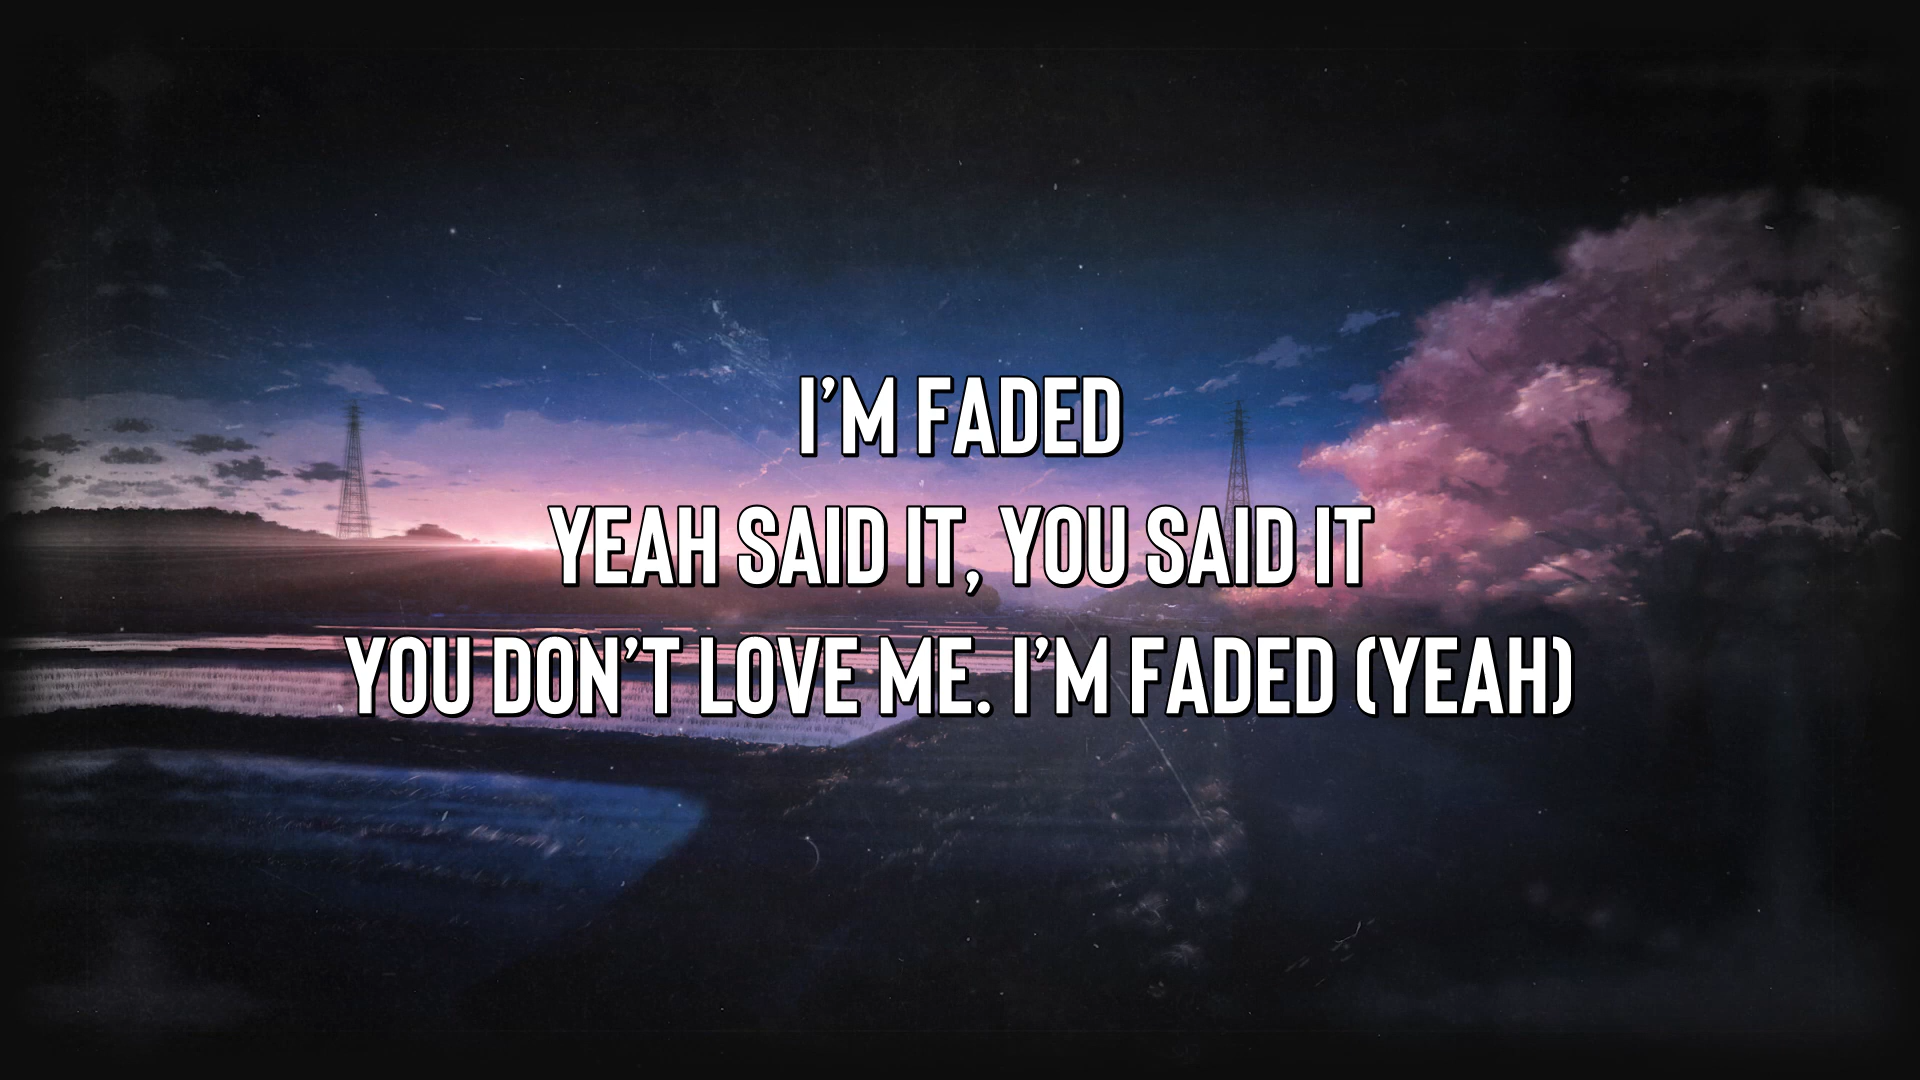 I'M FADED
YEAH SAID IT, YOU SAID IT
YOU DON'T LOVE ME. I'M FADED (YEAH)